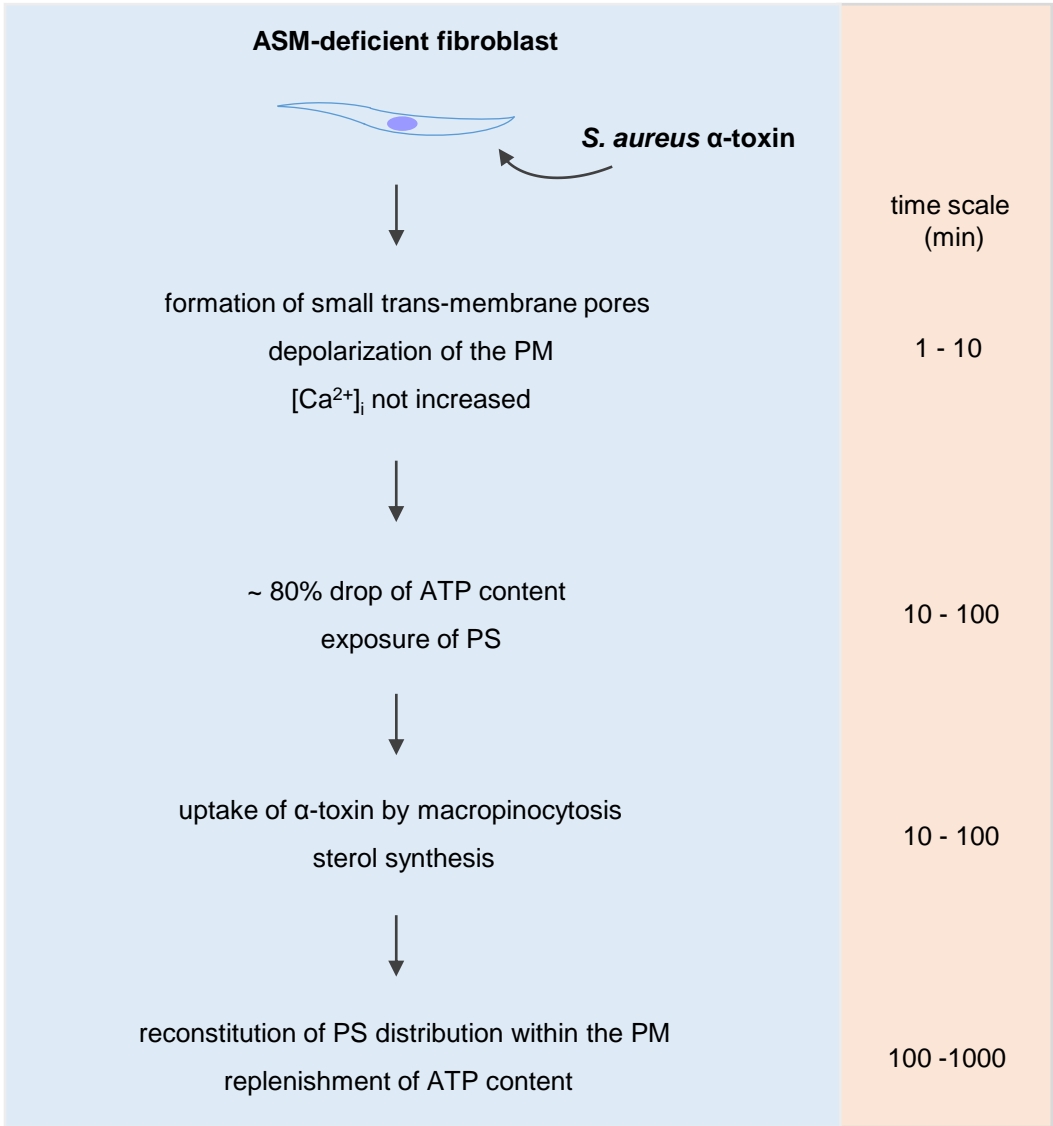 ASM-deficient fibroblast
S. aureus α-toxin
time scale
(min)
formation of small trans-membrane pores
depolarization of the PM
1 - 10
[Ca²⁺]ᵢ not increased
~ 80% drop of ATP content
10 - 100
exposure of PS
uptake of α-toxin by macropinocytosis
10 - 100
sterol synthesis
reconstitution of PS distribution within the PM
100 -1000
replenishment of ATP content